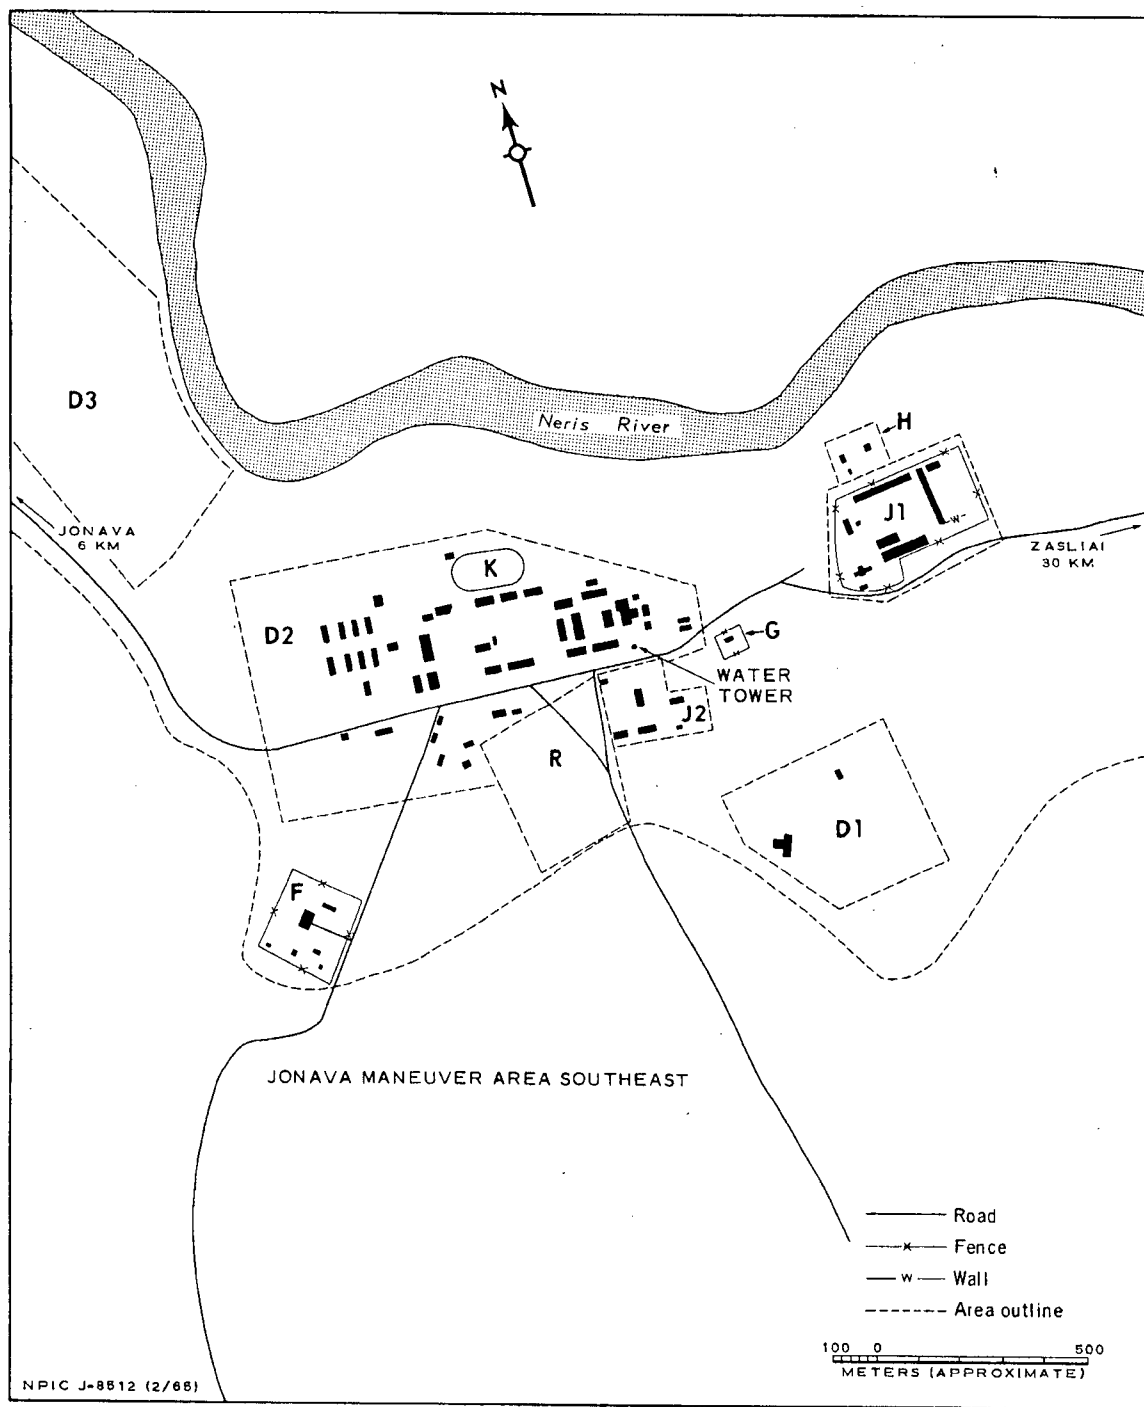 N
D3
Neris River
H
J1
W
JONAVA
6 KM
ZASLIAI
30 KM
K
D2
G
WATER
TOWER
J2
R
D1
F
JONAVA MANEUVER AREA SOUTHEAST
Road
Fence
W Wall
Area outline
100 0 500
METERS (APPROXIMATE)
NPIC J-8512 (2/66)